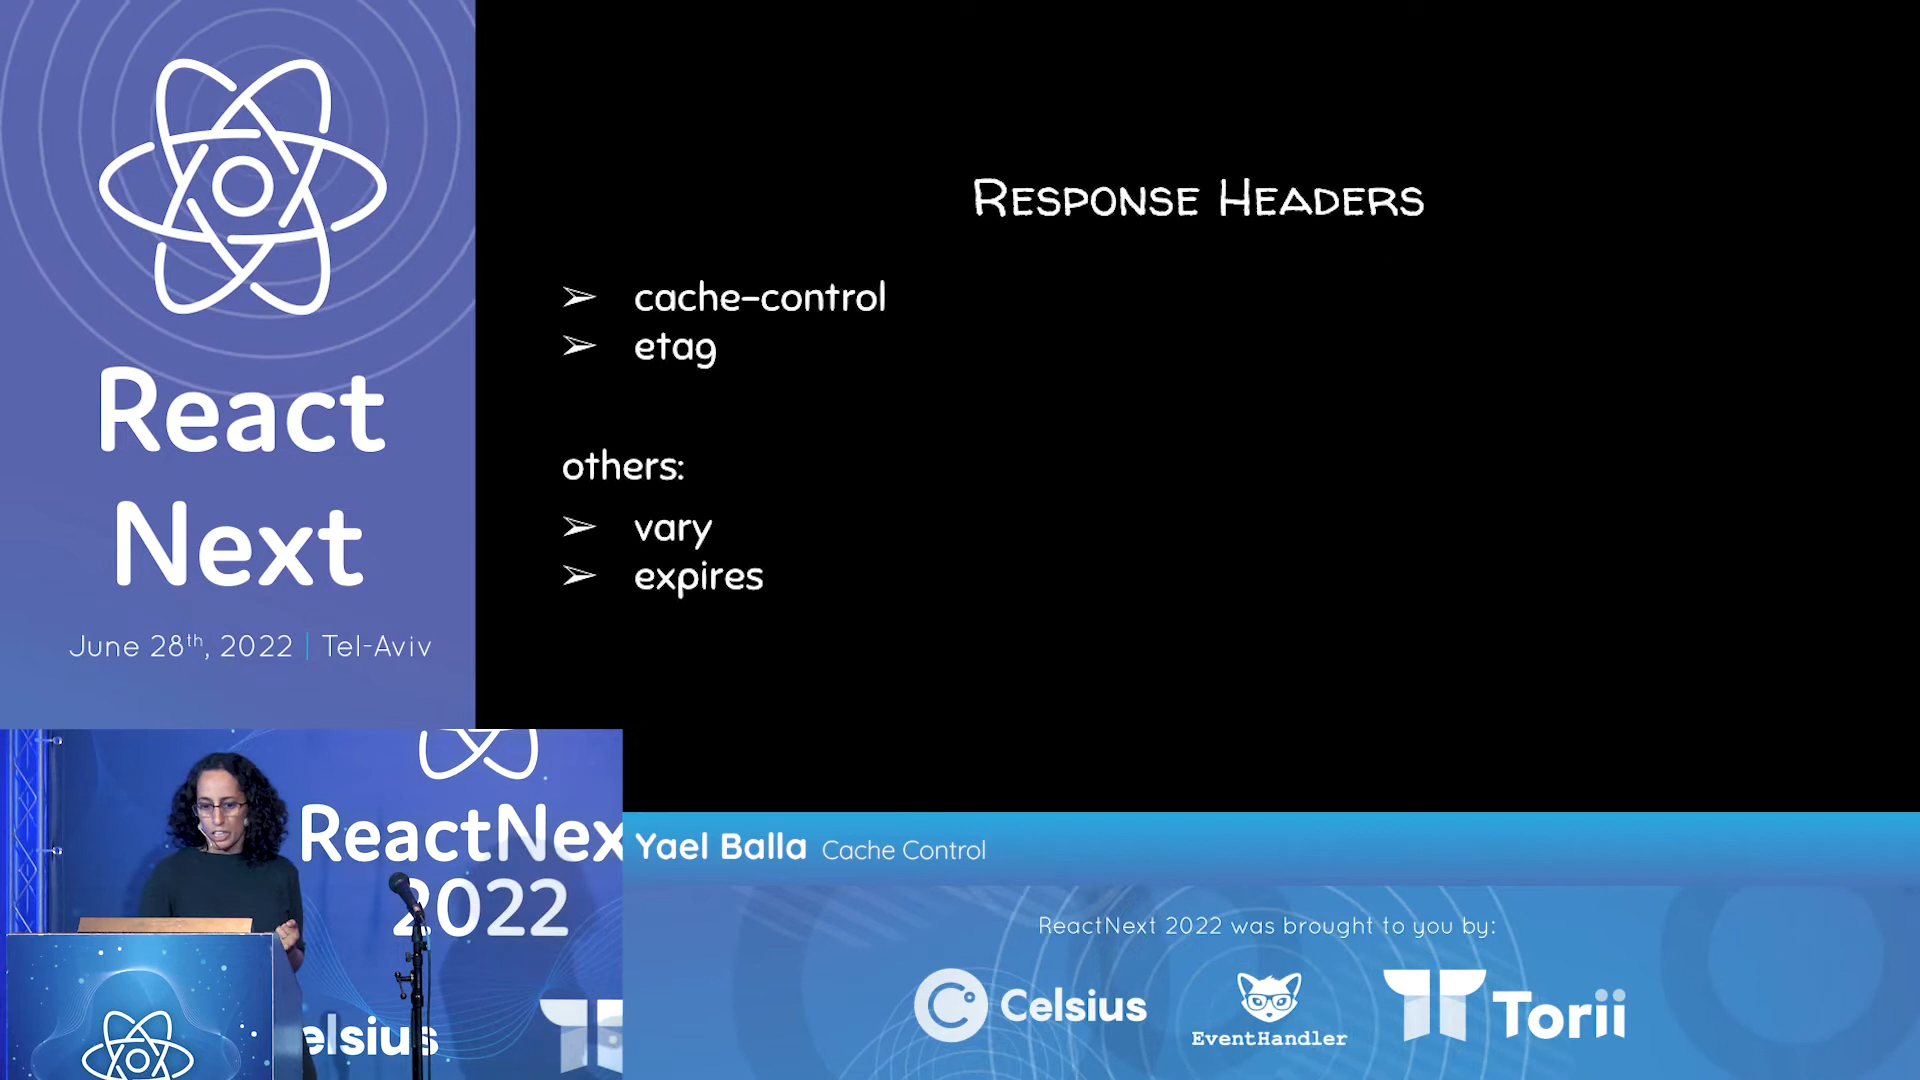 React
Next
June 28th, 2022 | Tel-Aviv
RESPONSE HEADERS
➢ cache-control
➢ etag
others:
➢ vary
➢ expires
ReactNex
2022
elsius
Yael Balla Cache Control
ReactNext 2022 was brought to you by:
Celsius
EventHandler
Torii